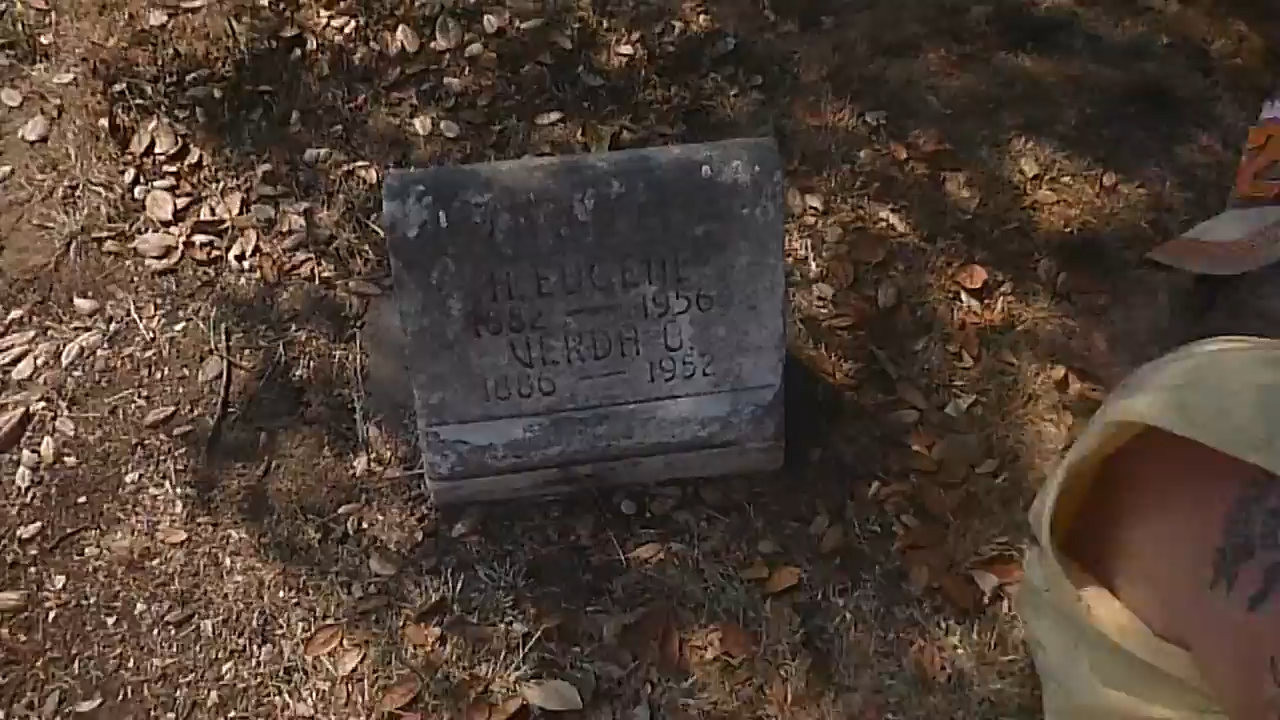 H. EUGENE
1882 — 1956
VERDA O.
1886 — 1952